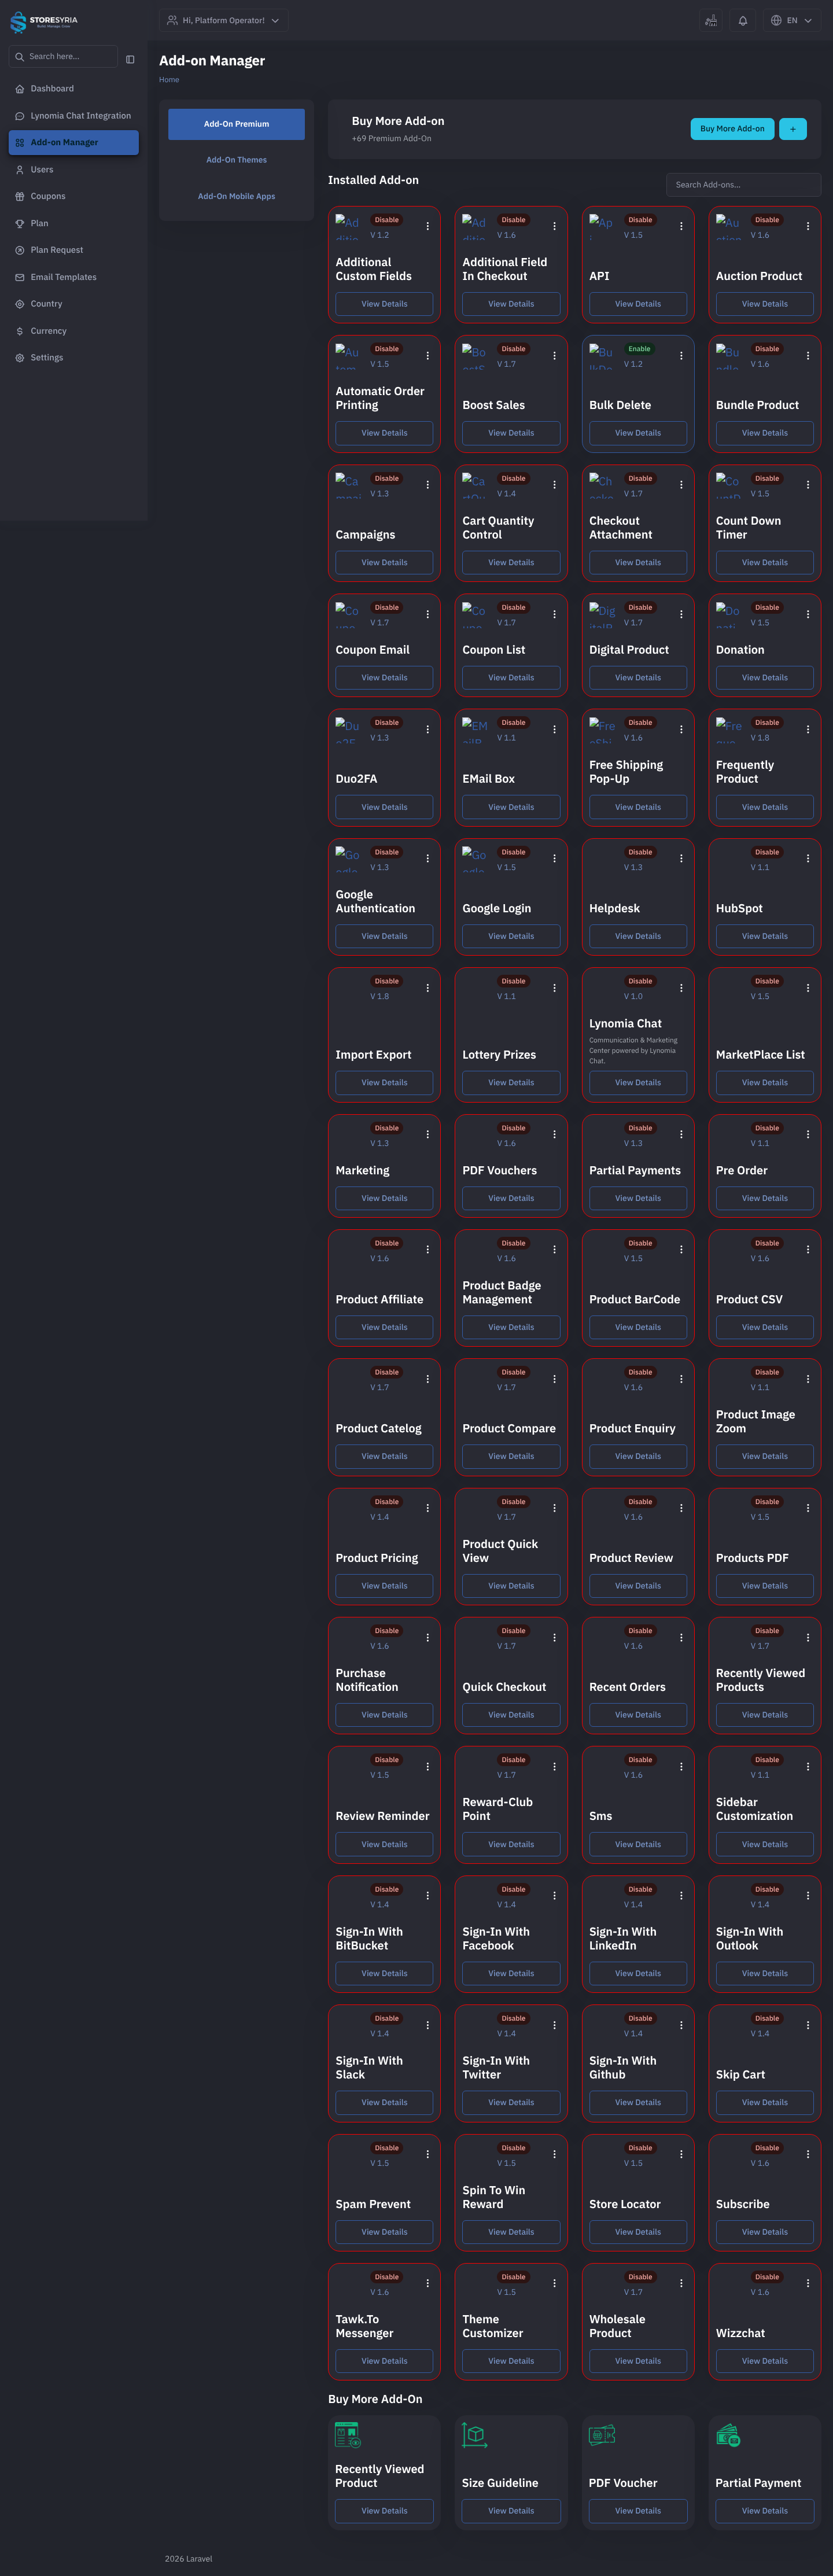 STORESYRIA
Build. Manage. Grow.
Hi, Platform Operator!
EN
Search here...
Dashboard
Lynomia Chat Integration
Add-on Manager
Users
Coupons
Plan
Plan Request
Email Templates
Country
Currency
Settings
Add-on Manager
Home
Add-On Premium
Add-On Themes
Add-On Mobile Apps
Buy More Add-on
+69 Premium Add-On
Buy More Add-on
+
Installed Add-on
Search Add-ons...
Disable
V 1.2
Additional
Custom Fields
View Details
Disable
V 1.6
Additional Field
In Checkout
View Details
Disable
V 1.5
API
View Details
Disable
V 1.6
Auction Product
View Details
Disable
V 1.5
Automatic Order
Printing
View Details
Disable
V 1.7
Boost Sales
View Details
Enable
V 1.2
Bulk Delete
View Details
Disable
V 1.6
Bundle Product
View Details
Disable
V 1.3
Campaigns
View Details
Disable
V 1.4
Cart Quantity
Control
View Details
Disable
V 1.7
Checkout
Attachment
View Details
Disable
V 1.5
Count Down
Timer
View Details
Disable
V 1.7
Coupon Email
View Details
Disable
V 1.7
Coupon List
View Details
Disable
V 1.7
Digital Product
View Details
Disable
V 1.5
Donation
View Details
Disable
V 1.3
Duo2FA
View Details
Disable
V 1.1
EMail Box
View Details
Disable
V 1.6
Free Shipping
Pop-Up
View Details
Disable
V 1.8
Frequently
Product
View Details
Disable
V 1.3
Google
Authentication
View Details
Disable
V 1.5
Google Login
View Details
Disable
V 1.3
Helpdesk
View Details
Disable
V 1.1
HubSpot
View Details
Disable
V 1.8
Import Export
View Details
Disable
V 1.1
Lottery Prizes
View Details
Disable
V 1.0
Lynomia Chat
Communication & Marketing
Center powered by Lynomia
Chat.
View Details
Disable
V 1.5
MarketPlace List
View Details
Disable
V 1.3
Marketing
View Details
Disable
V 1.6
PDF Vouchers
View Details
Disable
V 1.3
Partial Payments
View Details
Disable
V 1.1
Pre Order
View Details
Disable
V 1.6
Product Affiliate
View Details
Disable
V 1.6
Product Badge
Management
View Details
Disable
V 1.5
Product BarCode
View Details
Disable
V 1.6
Product CSV
View Details
Disable
V 1.7
Product Catelog
View Details
Disable
V 1.7
Product Compare
View Details
Disable
V 1.6
Product Enquiry
View Details
Disable
V 1.1
Product Image
Zoom
View Details
Disable
V 1.4
Product Pricing
View Details
Disable
V 1.7
Product Quick
View
View Details
Disable
V 1.6
Product Review
View Details
Disable
V 1.5
Products PDF
View Details
Disable
V 1.6
Purchase
Notification
View Details
Disable
V 1.7
Quick Checkout
View Details
Disable
V 1.6
Recent Orders
View Details
Disable
V 1.7
Recently Viewed
Products
View Details
Disable
V 1.5
Review Reminder
View Details
Disable
V 1.7
Reward-Club
Point
View Details
Disable
V 1.6
Sms
View Details
Disable
V 1.1
Sidebar
Customization
View Details
Disable
V 1.4
Sign-In With
BitBucket
View Details
Disable
V 1.4
Sign-In With
Facebook
View Details
Disable
V 1.4
Sign-In With
LinkedIn
View Details
Disable
V 1.4
Sign-In With
Outlook
View Details
Disable
V 1.4
Sign-In With
Slack
View Details
Disable
V 1.4
Sign-In With
Twitter
View Details
Disable
V 1.4
Sign-In With
Github
View Details
Disable
V 1.4
Skip Cart
View Details
Disable
V 1.5
Spam Prevent
View Details
Disable
V 1.5
Spin To Win
Reward
View Details
Disable
V 1.5
Store Locator
View Details
Disable
V 1.6
Subscribe
View Details
Disable
V 1.6
Tawk.To
Messenger
View Details
Disable
V 1.5
Theme
Customizer
View Details
Disable
V 1.7
Wholesale
Product
View Details
Disable
V 1.6
Wizzchat
View Details
Buy More Add-On
Recently Viewed
Product
View Details
Size Guideline
View Details
PDF Voucher
View Details
Partial Payment
View Details
2026 Laravel